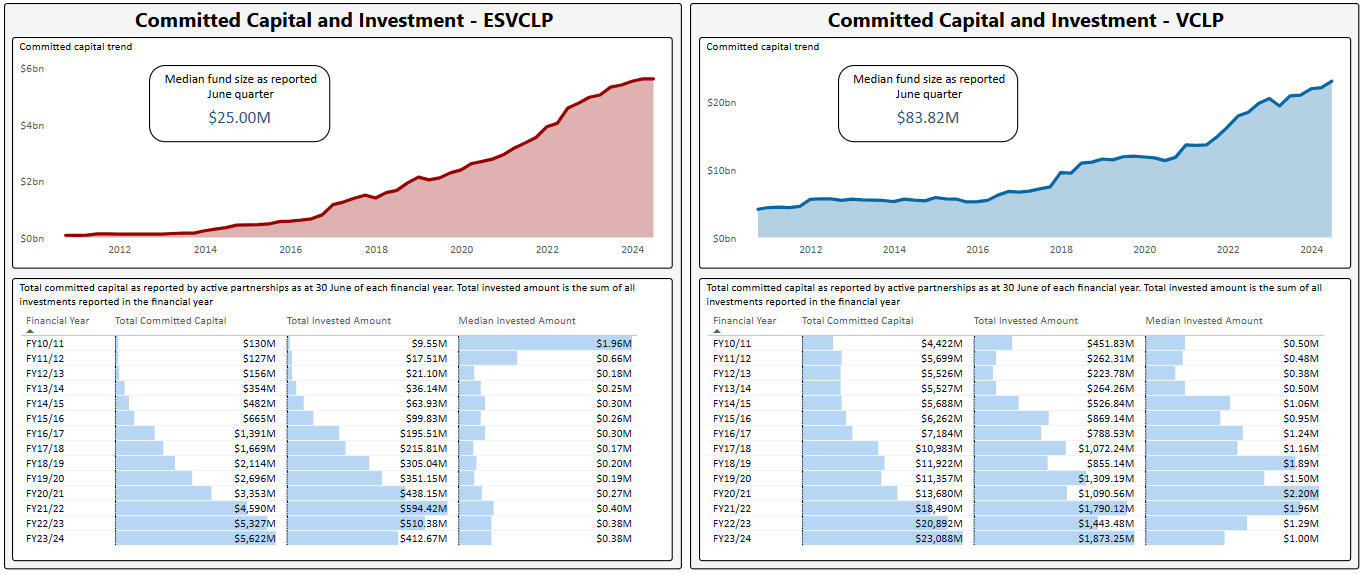 Committed Capital and Investment - ESVCLP
Committed capital trend
$6bn
$4bn
$2bn
$0bn
Median fund size as reported
June quarter
$25.00M
2012 2014 2016 2018 2020 2022 2024
Total committed capital as reported by active partnerships as at 30 June of each financial year. Total invested amount is the sum of all
investments reported in the financial year
Financial Year Total Committed Capital Total Invested Amount Median Invested Amount
FY10/11 $130M $9.55M $1.96M
FY11/12 $127M $17.51M $0.66M
FY12/13 $156M $21.10M $0.18M
FY13/14 $354M $36.14M $0.25M
FY14/15 $482M $63.93M $0.30M
FY15/16 $665M $99.83M $0.26M
FY16/17 $1,391M $195.51M $0.30M
FY17/18 $1,669M $215.81M $0.17M
FY18/19 $2,114M $305.04M $0.20M
FY19/20 $2,696M $351.15M $0.19M
FY20/21 $3,353M $438.15M $0.27M
FY21/22 $4,590M $594.42M $0.40M
FY22/23 $5,327M $510.38M $0.38M
FY23/24 $5,622M $412.67M $0.38M
Committed Capital and Investment - VCLP
Committed capital trend
$20bn
$10bn
$0bn
Median fund size as reported
June quarter
$83.82M
2012 2014 2016 2018 2020 2022 2024
Total committed capital as reported by active partnerships as at 30 June of each financial year. Total invested amount is the sum of all
investments reported in the financial year
Financial Year Total Committed Capital Total Invested Amount Median Invested Amount
FY10/11 $4,422M $451.83M $0.50M
FY11/12 $5,699M $262.31M $0.48M
FY12/13 $5,526M $223.78M $0.38M
FY13/14 $5,527M $264.26M $0.50M
FY14/15 $5,688M $526.84M $1.06M
FY15/16 $6,262M $869.14M $0.95M
FY16/17 $7,184M $788.53M $1.24M
FY17/18 $10,983M $1,072.24M $1.16M
FY18/19 $11,922M $855.14M $1.89M
FY19/20 $11,357M $1,309.19M $1.50M
FY20/21 $13,680M $1,090.56M $2.20M
FY21/22 $18,490M $1,790.12M $1.96M
FY22/23 $20,892M $1,443.48M $1.29M
FY23/24 $23,088M $1,873.25M $1.00M